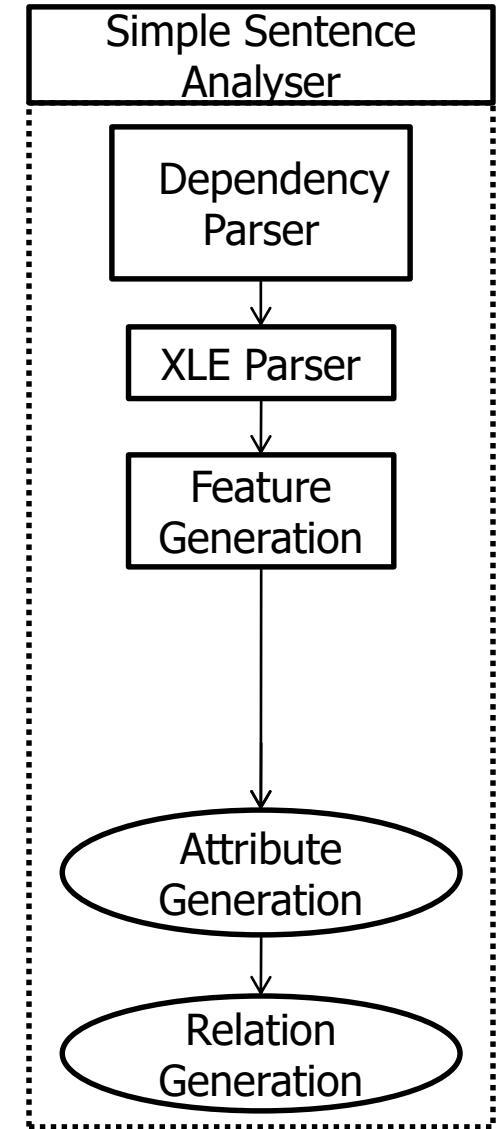 Simple Sentence
Analyser
Dependency
Parser
XLE Parser
Feature
Generation
Attribute
Generation
Relation
Generation